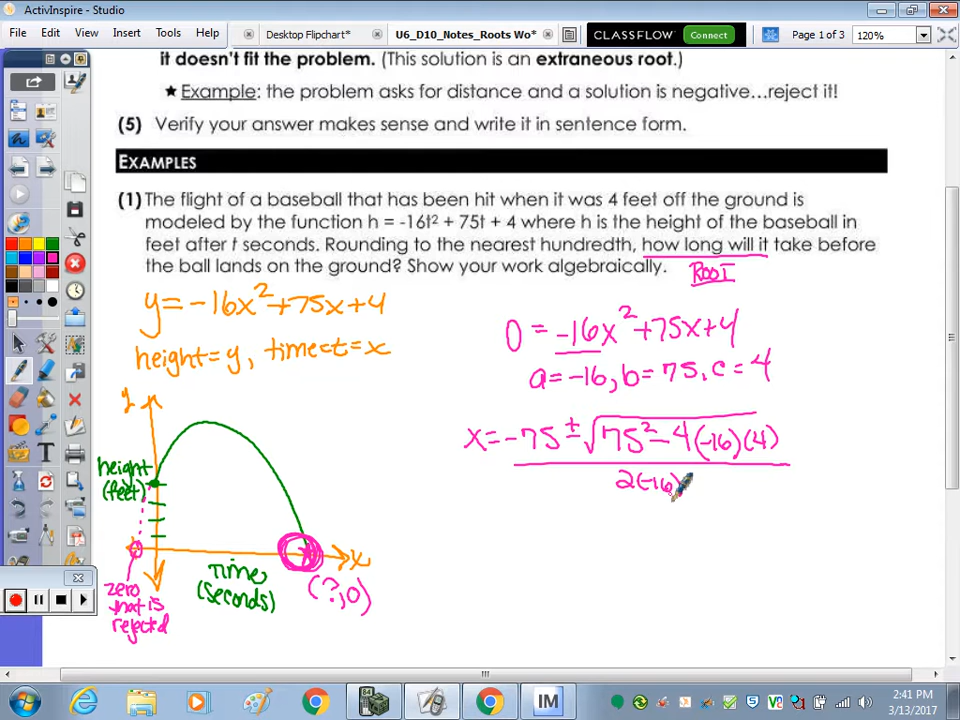 ActivInspire - Studio
File Edit View Insert Tools Help
Desktop Flipchart*
U6_D10_Notes_Roots Wo*
CLASSFLOW Connect
Page 1 of 3
120%
it doesn't fit the problem. (This solution is an extraneous root.)
★ Example: the problem asks for distance and a solution is negative…reject it!
(5) Verify your answer makes sense and write it in sentence form.
EXAMPLES
(1) The flight of a baseball that has been hit when it was 4 feet off the ground is
modeled by the function h = -16t² + 75t + 4 where h is the height of the baseball in
feet after t seconds. Rounding to the nearest hundredth, how long will it take before
the ball lands on the ground? Show your work algebraically.
ROOT
y = -16x² + 75x + 4
height = y, time = t = x
0 = -16x² + 75x + 4
a = -16, b = 75, c = 4
x = -75 ± √75² - 4(-16)(4)
2(-16)
y
height
(feet)
x
Time
(seconds)
(?, 0)
zero
that is
rejected
2:41 PM
3/13/2017